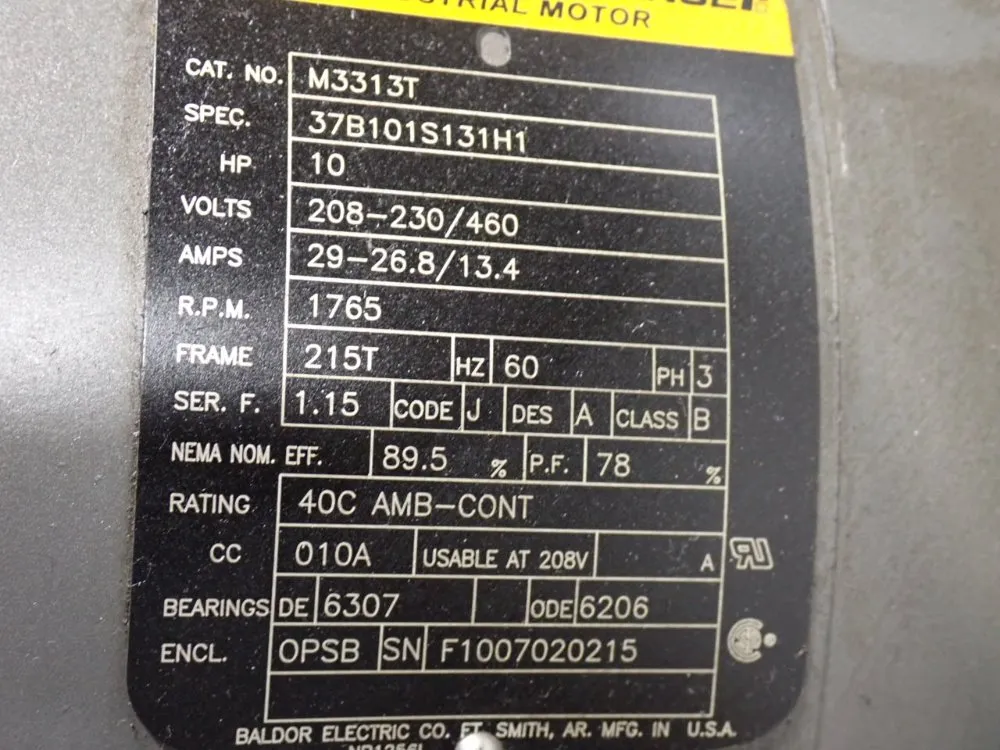 INDUSTRIAL MOTOR
CAT. NO. M3313T
SPEC. 37B101S131H1
HP 10
VOLTS 208-230/460
AMPS 29-26.8/13.4
R.P.M. 1765
FRAME 215T HZ 60 PH 3
SER. F. 1.15 CODE J DES A CLASS B
NEMA NOM. EFF. 89.5 % P.F. 78 %
RATING 40C AMB-CONT
CC 010A USABLE AT 208V A
BEARINGS DE 6307 ODE 6206
ENCL. OPSB SN F1007020215
BALDOR ELECTRIC CO. FT. SMITH, AR. MFG. IN U.S.A.